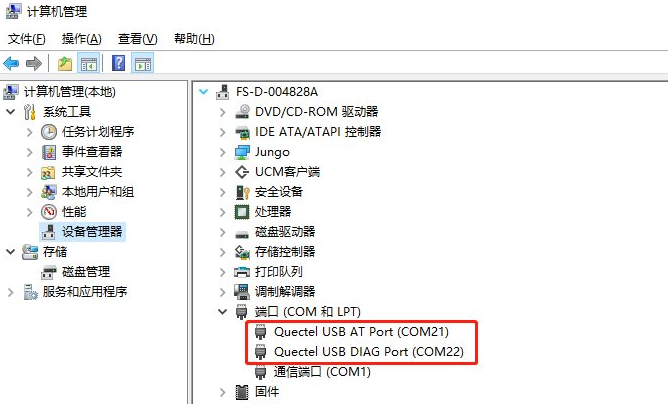 计算机管理
文件(F) 操作(A) 查看(V) 帮助(H)
计算机管理(本地)
系统工具
任务计划程序
事件查看器
共享文件夹
本地用户和组
性能
设备管理器
存储
磁盘管理
服务和应用程序
FS-D-004828A
DVD/CD-ROM 驱动器
IDE ATA/ATAPI 控制器
Jungo
UCM客户端
安全设备
处理器
磁盘驱动器
存储控制器
打印队列
调制解调器
端口 (COM 和 LPT)
Quectel USB AT Port (COM21)
Quectel USB DIAG Port (COM22)
通信端口 (COM1)
固件